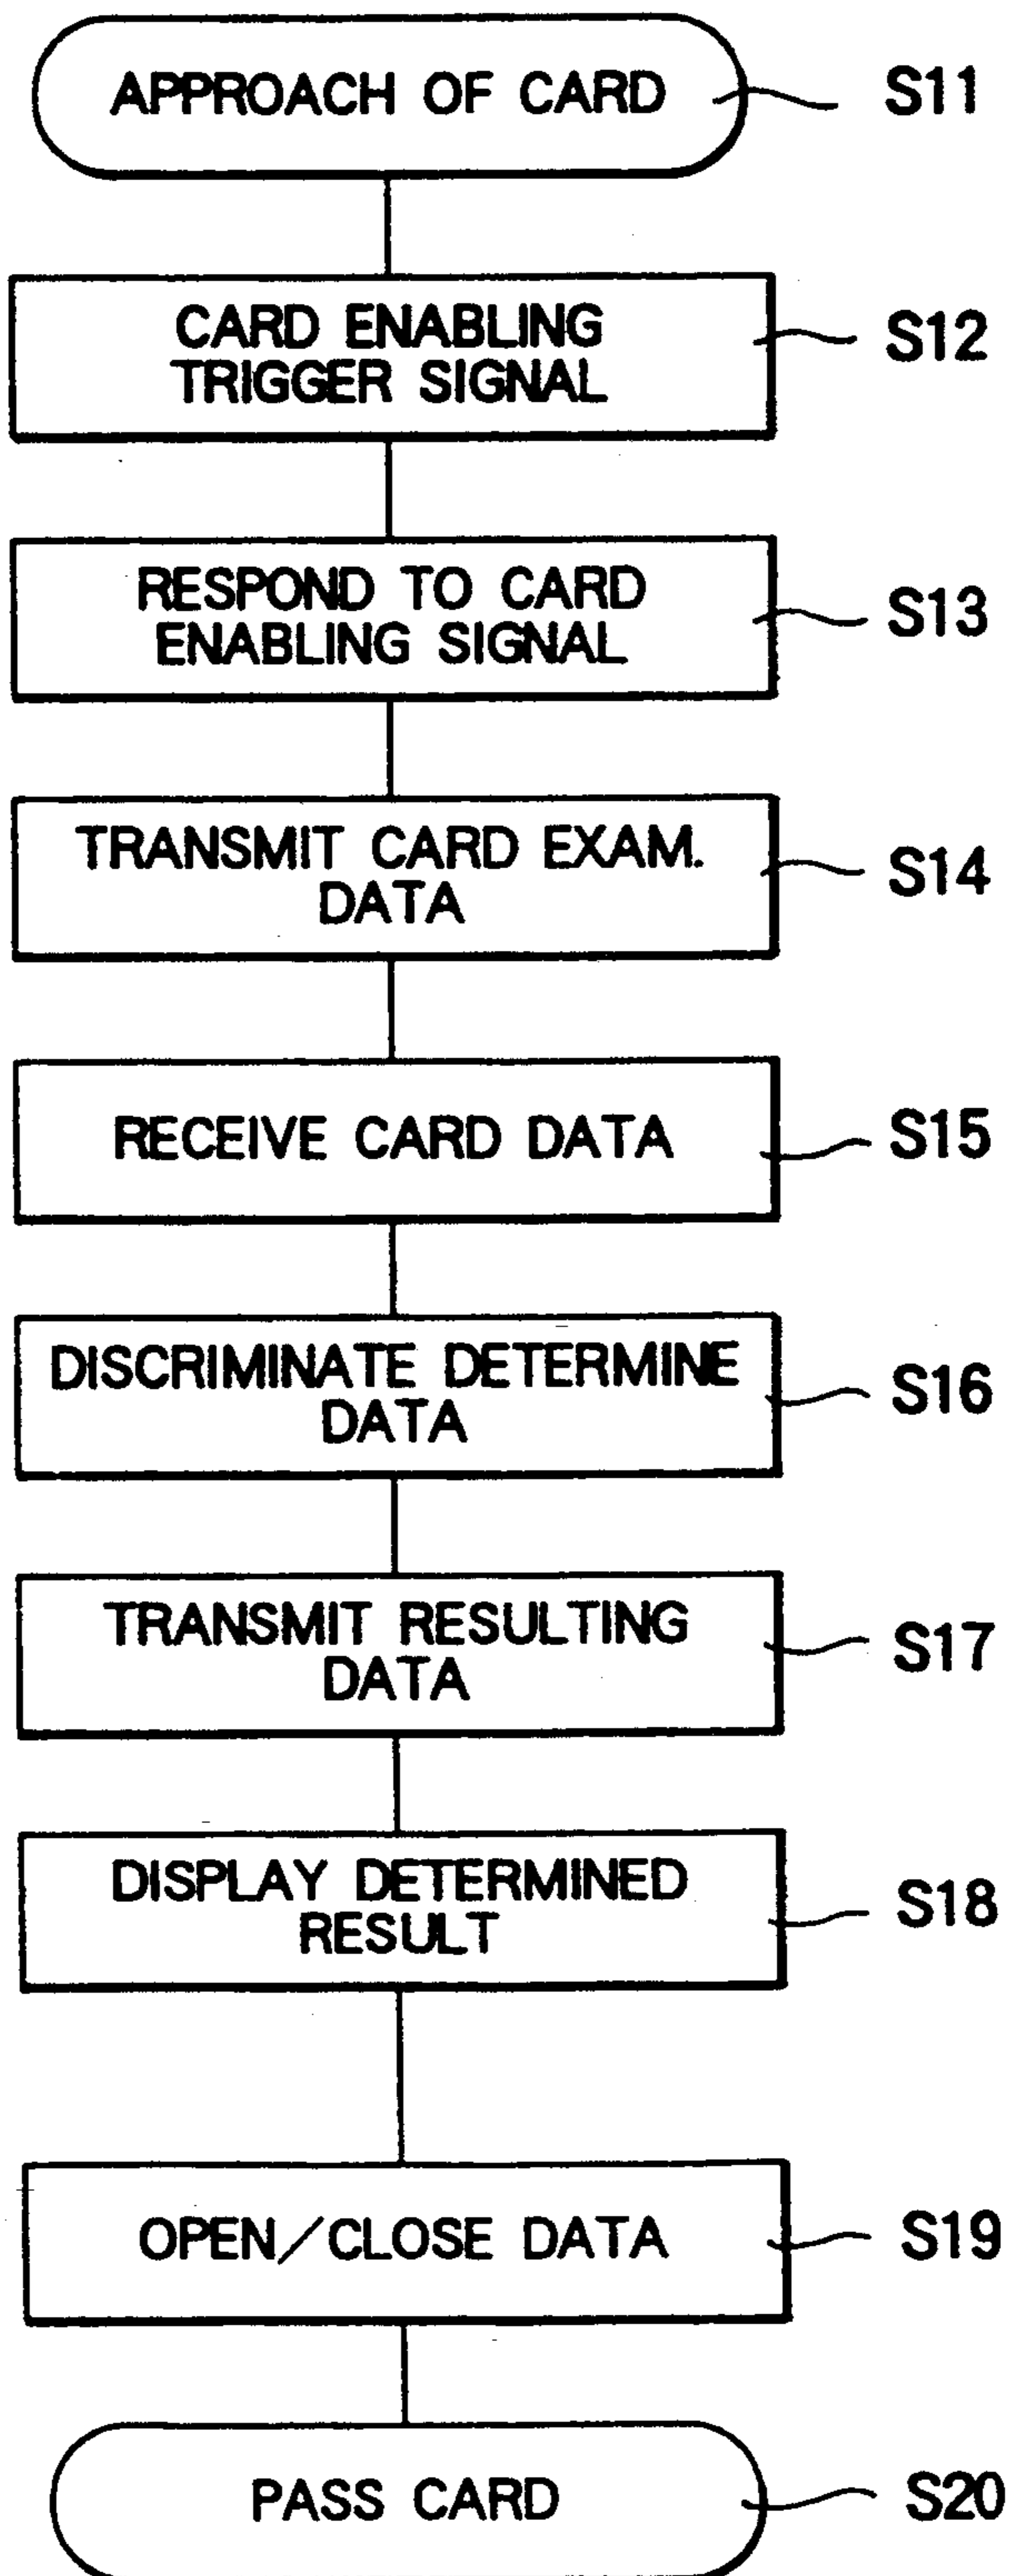 APPROACH OF CARD
S11
CARD ENABLING
TRIGGER SIGNAL
S12
RESPOND TO CARD
ENABLING SIGNAL
S13
TRANSMIT CARD EXAM.
DATA
S14
RECEIVE CARD DATA
S15
DISCRIMINATE DETERMINE
DATA
S16
TRANSMIT RESULTING
DATA
S17
DISPLAY DETERMINED
RESULT
S18
OPEN/CLOSE DATA
S19
PASS CARD
S20